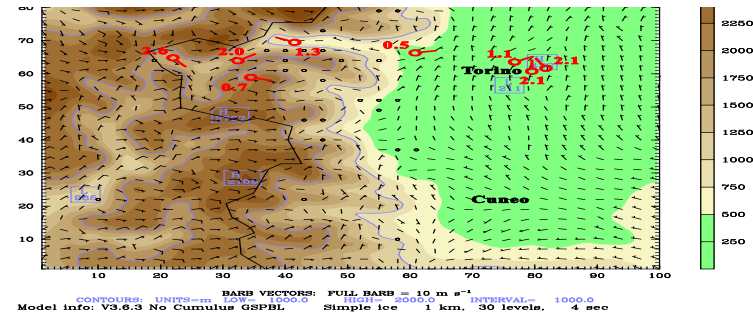 80
70
60
50
40
30
20
10
10 20 30 40 50 60 70 80 90 100
2.6 2.0 1.3 0.5 1.1 2.1
0.7 2.1
Torino
Cuneo
2250
2000
1750
1500
1250
1000
750
500
250
BARB VECTORS: FULL BARB = 10 m s⁻¹
CONTOURS: UNITS=m LOW= 1000.0 HIGH= 2000.0 INTERVAL= 1000.0
Model info: V3.6.3 No Cumulus GSPBL Simple ice 1 km, 30 levels, 4 sec